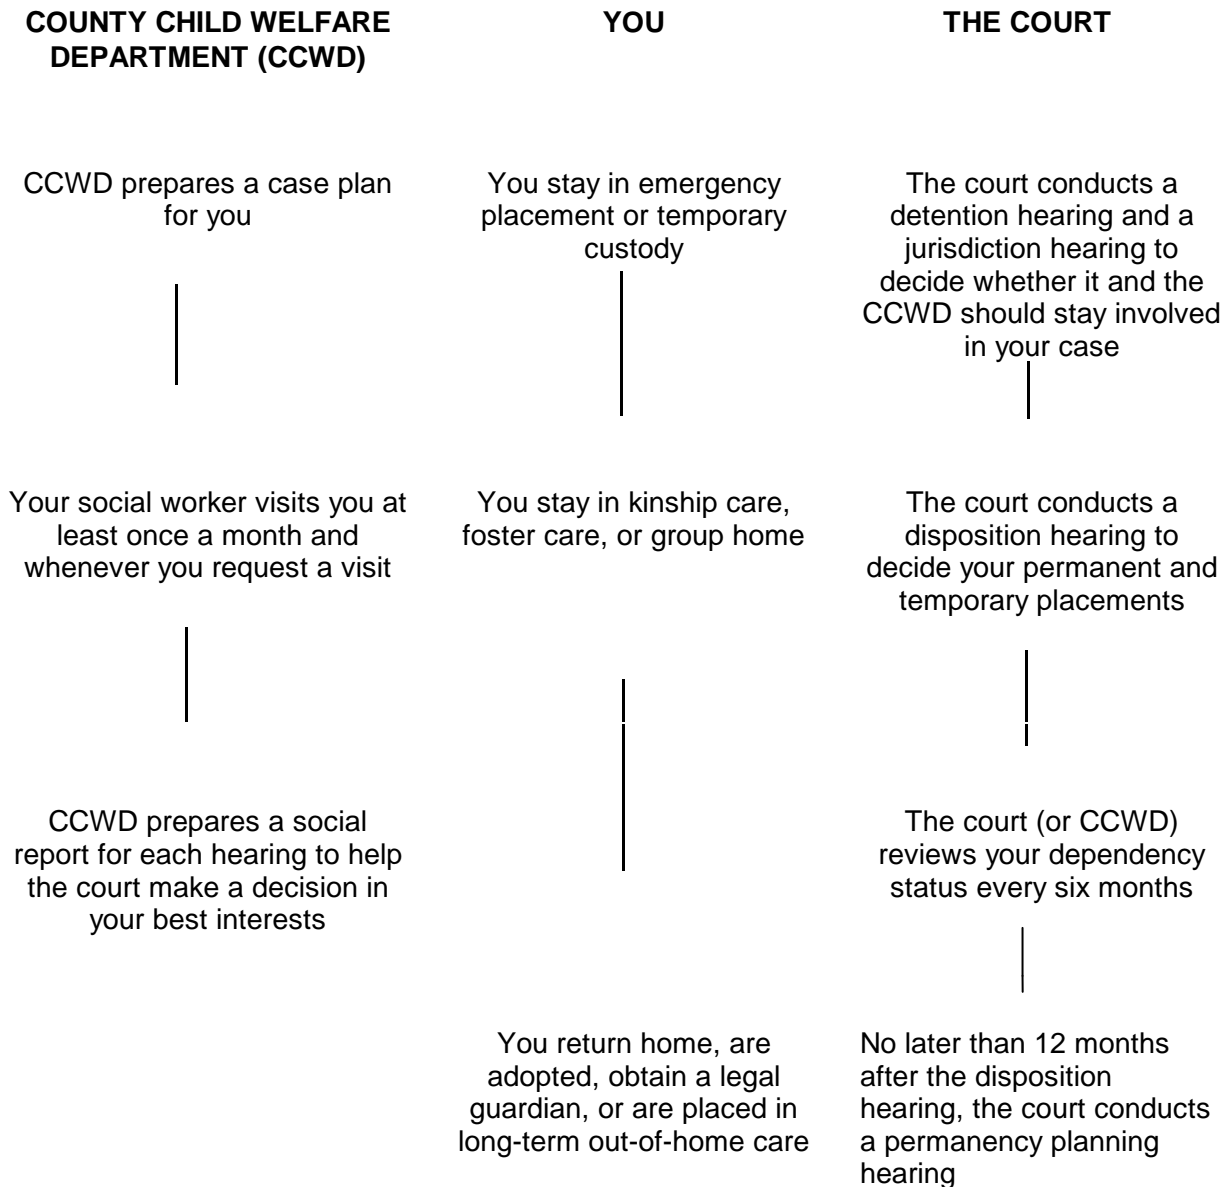 COUNTY CHILD WELFARE
DEPARTMENT (CCWD)
YOU
THE COURT
CCWD prepares a case plan
for you
You stay in emergency
placement or temporary
custody
The court conducts a
detention hearing and a
jurisdiction hearing to
decide whether it and the
CCWD should stay involved
in your case
Your social worker visits you at
least once a month and
whenever you request a visit
You stay in kinship care,
foster care, or group home
The court conducts a
disposition hearing to
decide your permanent and
temporary placements
CCWD prepares a social
report for each hearing to help
the court make a decision in
your best interests
The court (or CCWD)
reviews your dependency
status every six months
You return home, are
adopted, obtain a legal
guardian, or are placed in
long-term out-of-home care
No later than 12 months
after the disposition
hearing, the court conducts
a permanency planning
hearing